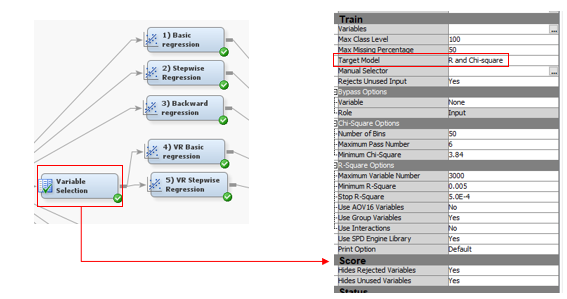 1) Basic
regression
2) Stepwise
Regression
3) Backward
regression
4) VR Basic
regression
Variable
Selection
5) VR Stepwise
Regression
Train
Variables ...
Max Class Level 100
Max Missing Percentage 50
Target Model R and Chi-square
Manual Selector ...
Rejects Unused Input Yes
Bypass Options
Variable None
Role Input
Chi-Square Options
Number of Bins 50
Maximum Pass Number 6
Minimum Chi-Square 3.84
R-Square Options
Maximum Variable Number 3000
Minimum R-Square 0.005
Stop R-Square 5.0E-4
Use AOV16 Variables No
Use Group Variables Yes
Use Interactions No
Use SPD Engine Library Yes
Print Option Default
Score
Hides Rejected Variables Yes
Hides Unused Variables Yes
Status